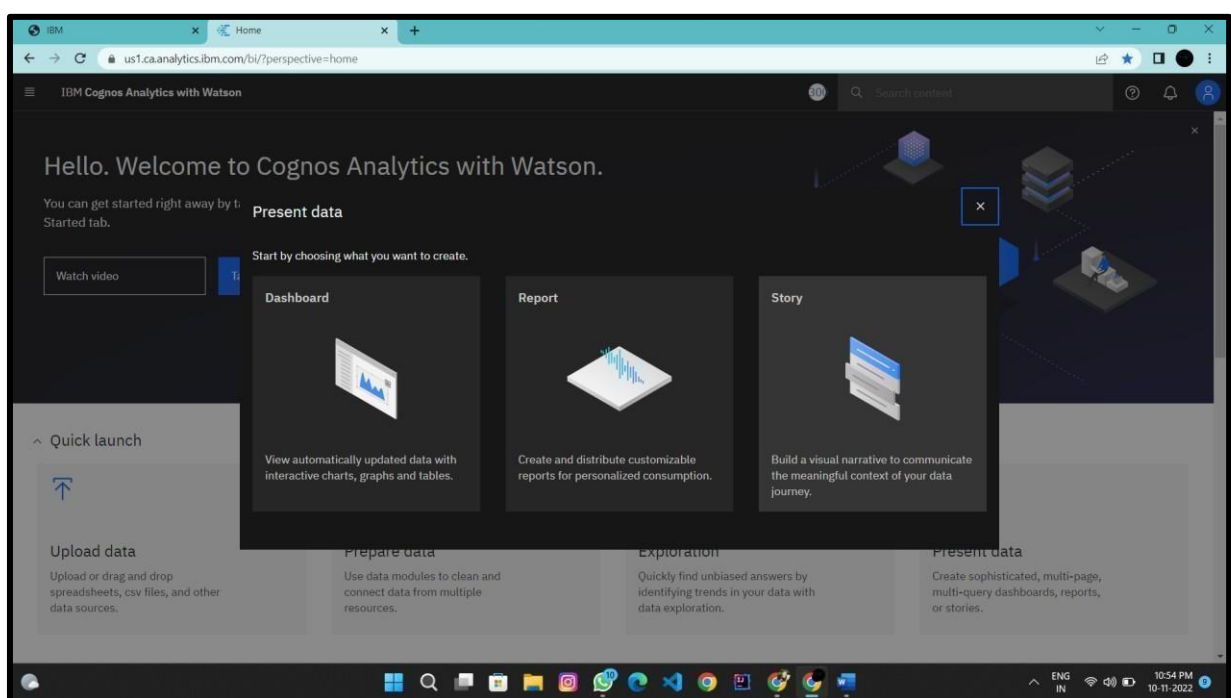 IBM
Home
us1.ca.analytics.ibm.com/bi/?perspective=home
IBM Cognos Analytics with Watson
Search content
Hello. Welcome to Cognos Analytics with Watson.
You can get started right away by
Started tab.
Watch video
Present data
Start by choosing what you want to create.
Dashboard
View automatically updated data with
interactive charts, graphs and tables.
Report
Create and distribute customizable
reports for personalized consumption.
Story
Build a visual narrative to communicate
the meaningful context of your data
journey.
Quick launch
Upload data
Upload or drag and drop
spreadsheets, csv files, and other
data sources.
Prepare data
Use data modules to clean and
connect data from multiple
resources.
Exploration
Quickly find unbiased answers by
identifying trends in your data with
data exploration.
Present data
Create sophisticated, multi-page,
multi-query dashboards, reports,
or stories.
ENG
IN
10:54 PM
10-11-2022